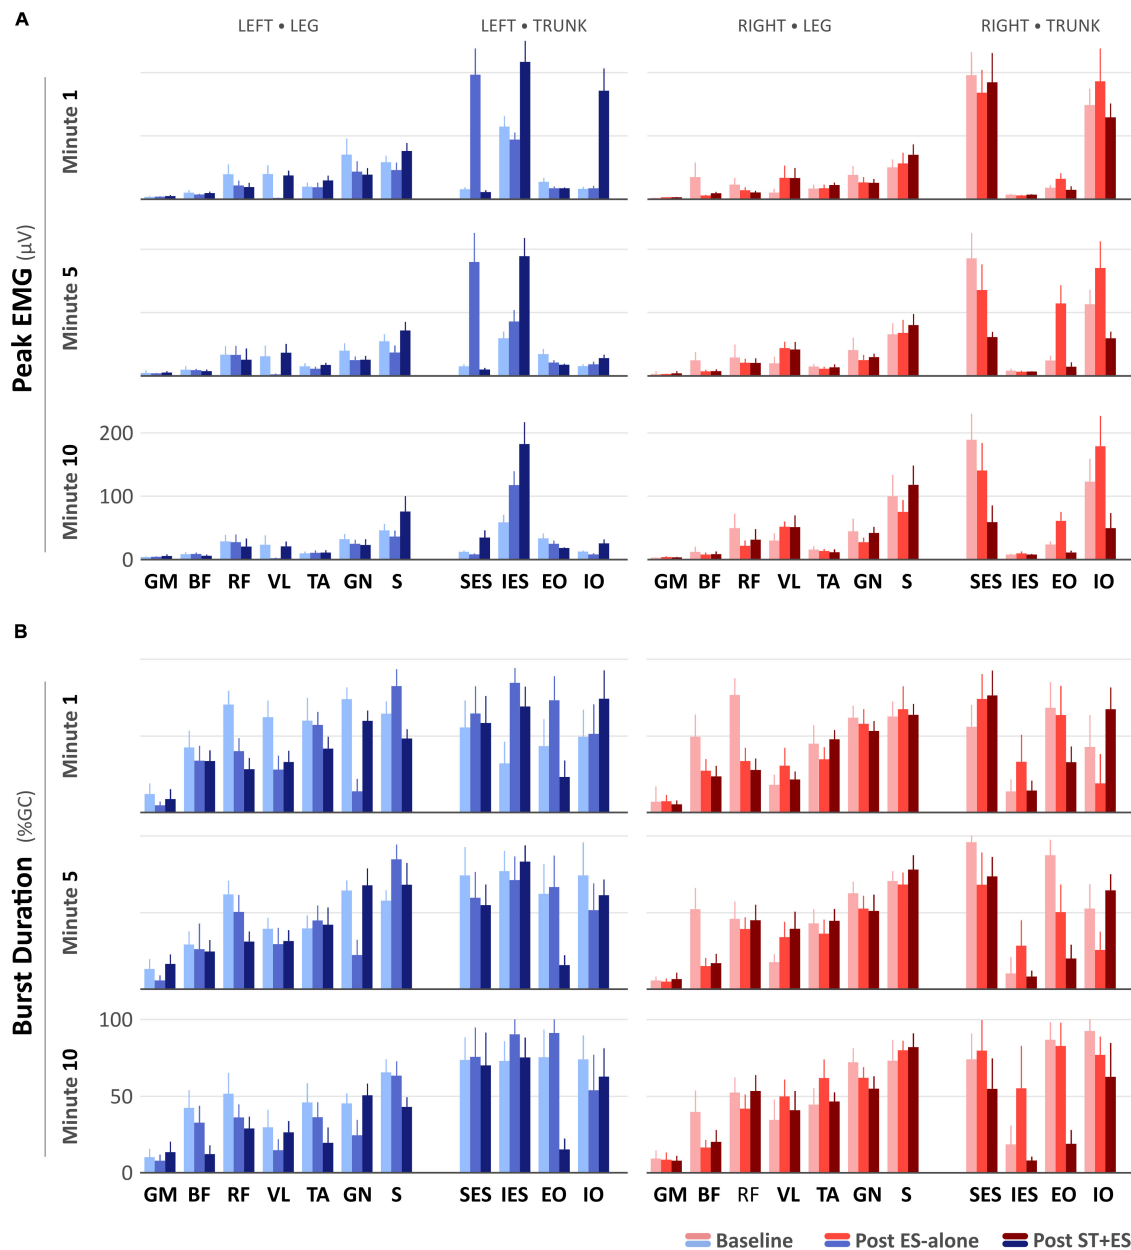 A
LEFT • LEG
LEFT • TRUNK
RIGHT • LEG
RIGHT • TRUNK
Peak EMG (µV)
Minute 1
Minute 5
Minute 10
200
100
0
GM BF RF VL TA GN S SES IES EO IO GM BF RF VL TA GN S SES IES EO IO
B
Burst Duration (%GC)
Minute 1
Minute 5
Minute 10
100
50
0
GM BF RF VL TA GN S SES IES EO IO GM BF RF VL TA GN S SES IES EO IO
Baseline Post ES-alone Post ST+ES